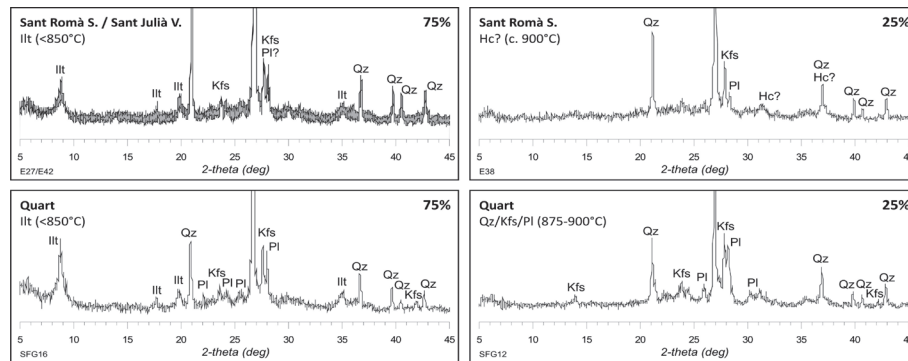 Sant Romà S. / Sant Julià V. 75%
Ilt (<850°C)
Ilt
Ilt
Ilt
Kfs
Kfs
Pl?
Ilt
Qz
Qz
Qz
Qz
5 10 15 20 25 30 35 40 45
E27/E42 2-theta (deg)
Sant Romà S. 25%
Hc? (c. 900°C)
Qz
Kfs
Pl
Hc?
Qz
Hc?
Qz
Qz
Qz
5 10 15 20 25 30 35 40 45
E38 2-theta (deg)
Quart 75%
Ilt (<850°C)
Ilt
Ilt
Ilt
Qz
Pl
Kfs
Pl
Pl
Kfs
Pl
Ilt
Qz
Qz
Qz
Kfs
Qz
5 10 15 20 25 30 35 40 45
SFG16 2-theta (deg)
Quart 25%
Qz/Kfs/Pl (875-900°C)
Kfs
Qz
Kfs
Pl
Kfs
Pl
Pl
Pl
Qz
Qz
Qz
Kfs
Qz
5 10 15 20 25 30 35 40 45
SFG12 2-theta (deg)